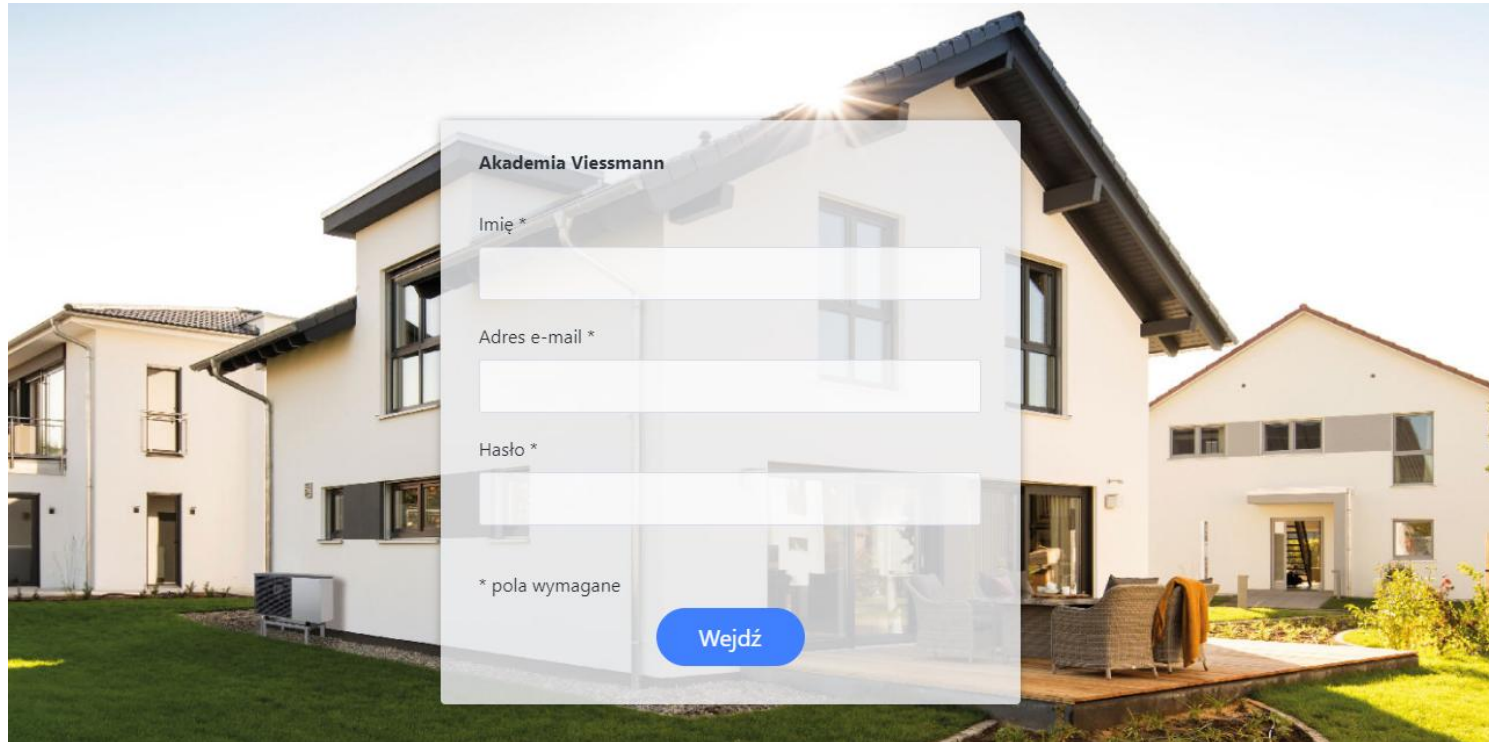 Akademia Viessmann
Imię *
Adres e-mail *
Hasło *
* pola wymagane
Wejdź